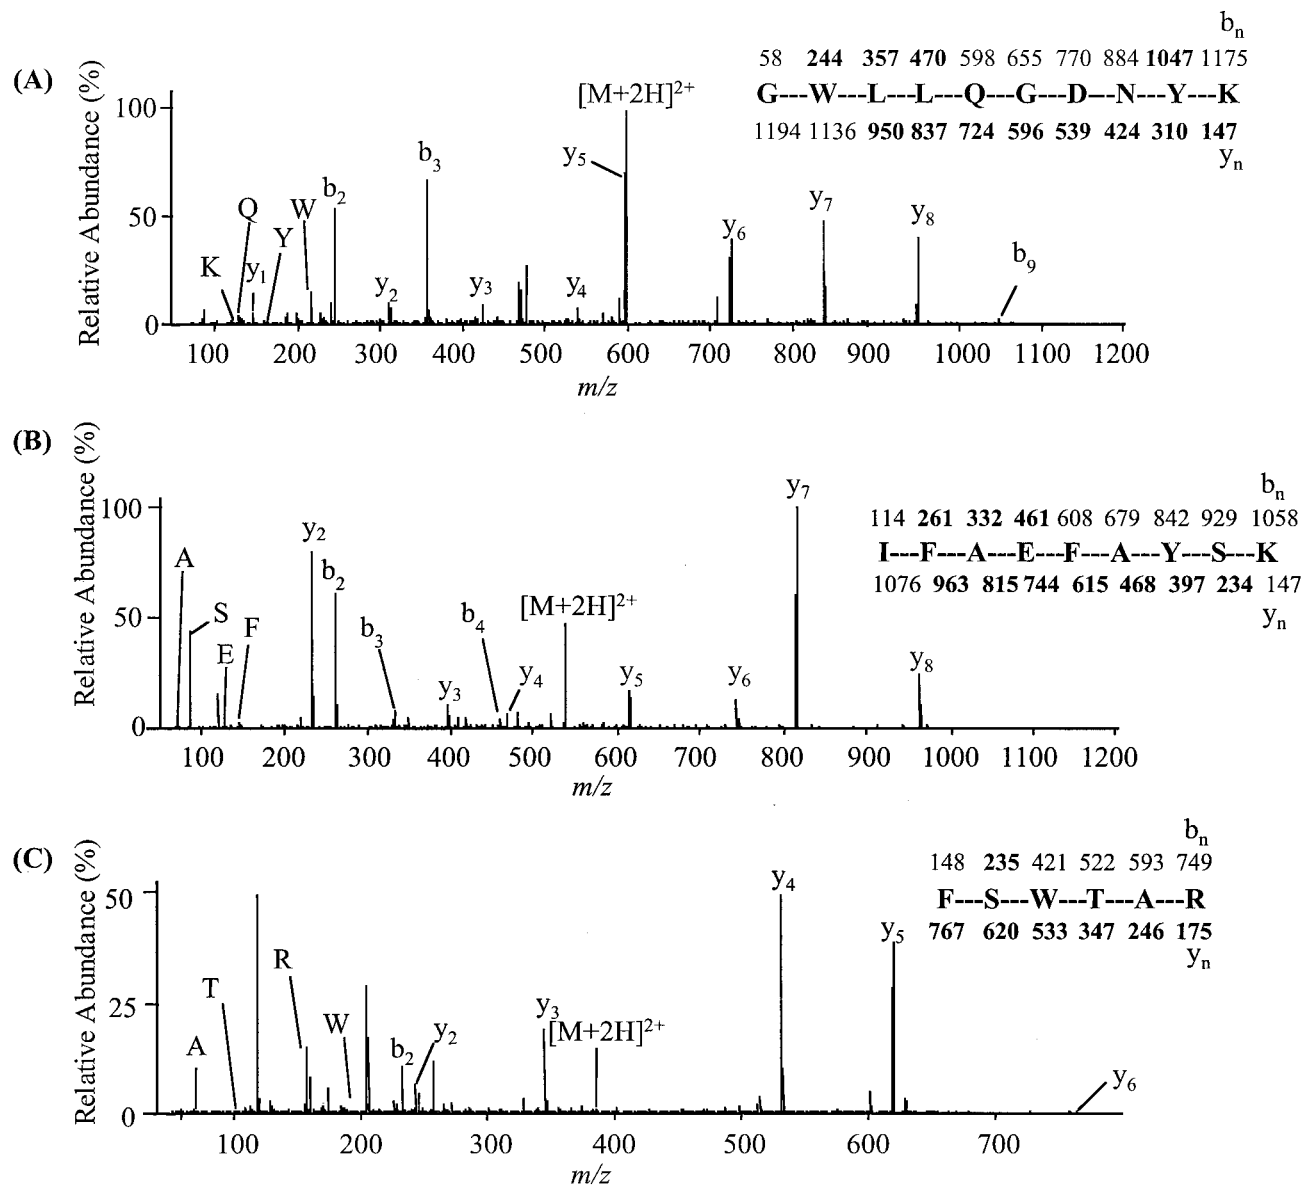 (A)
Relative Abundance (%)
100
50
0
K
Q
y1
Y
W
b2
y2
b3
y3
y4
y5
[M+2H]2+
y6
y7
y8
b9
100 200 300 400 500 600 700 800 900 1000 1100 1200
m/z
bn
58 244 357 470 598 655 770 884 1047 1175
G---W---L---L---Q---G---D---N---Y---K
1194 1136 950 837 724 596 539 424 310 147
yn
(B)
Relative Abundance (%)
100
50
0
A
S
E
F
y2
b2
b3
y3
b4
y4
[M+2H]2+
y5
y6
y7
y8
100 200 300 400 500 600 700 800 900 1000 1100 1200
m/z
bn
114 261 332 461 608 679 842 929 1058
I---F---A---E---F---A---Y---S---K
1076 963 815 744 615 468 397 234 147
yn
(C)
Relative Abundance (%)
50
25
0
A
T
R
W
b2
y2
y3
[M+2H]2+
y4
y5
y6
100 200 300 400 500 600 700
m/z
bn
148 235 421 522 593 749
F---S---W---T---A---R
767 620 533 347 246 175
yn